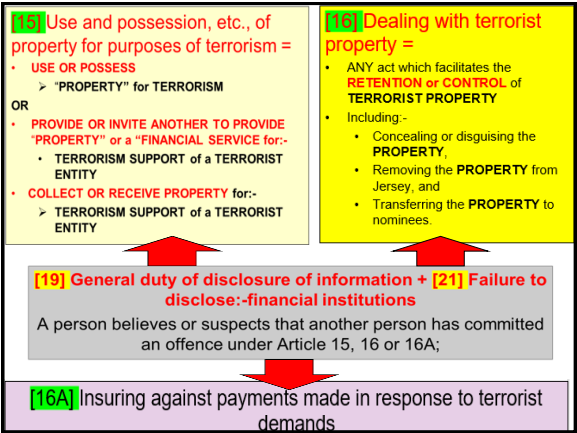 [15] Use and possession, etc., of
property for purposes of terrorism =
• USE OR POSSESS
➢ “PROPERTY” for TERRORISM
OR
• PROVIDE OR INVITE ANOTHER TO PROVIDE
“PROPERTY” or a “FINANCIAL SERVICE for:-
• TERRORISM SUPPORT of a TERRORIST
ENTITY
• COLLECT OR RECEIVE PROPERTY for:-
➢ TERRORISM SUPPORT of a TERRORIST
ENTITY
[16] Dealing with terrorist
property =
• ANY act which facilitates the
RETENTION or CONTROL of
TERRORIST PROPERTY
• Including:-
• Concealing or disguising the
PROPERTY,
• Removing the PROPERTY from
Jersey, and
• Transferring the PROPERTY to
nominees.
[19] General duty of disclosure of information + [21] Failure to
disclose:-financial institutions
A person believes or suspects that another person has committed
an offence under Article 15, 16 or 16A;
[16A] Insuring against payments made in response to terrorist
demands